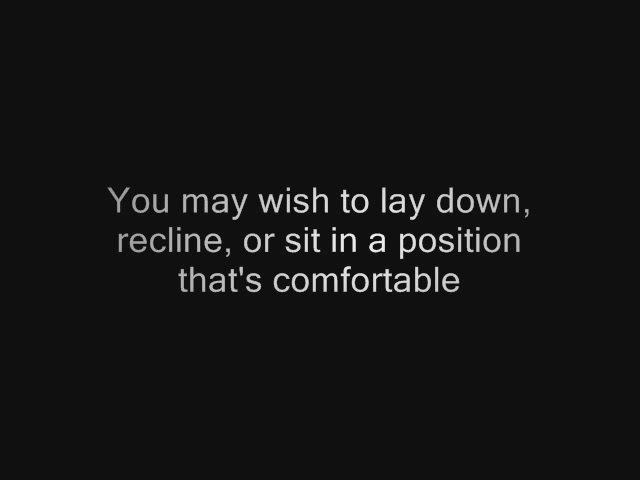 You may wish to lay down,
recline, or sit in a position
that's comfortable